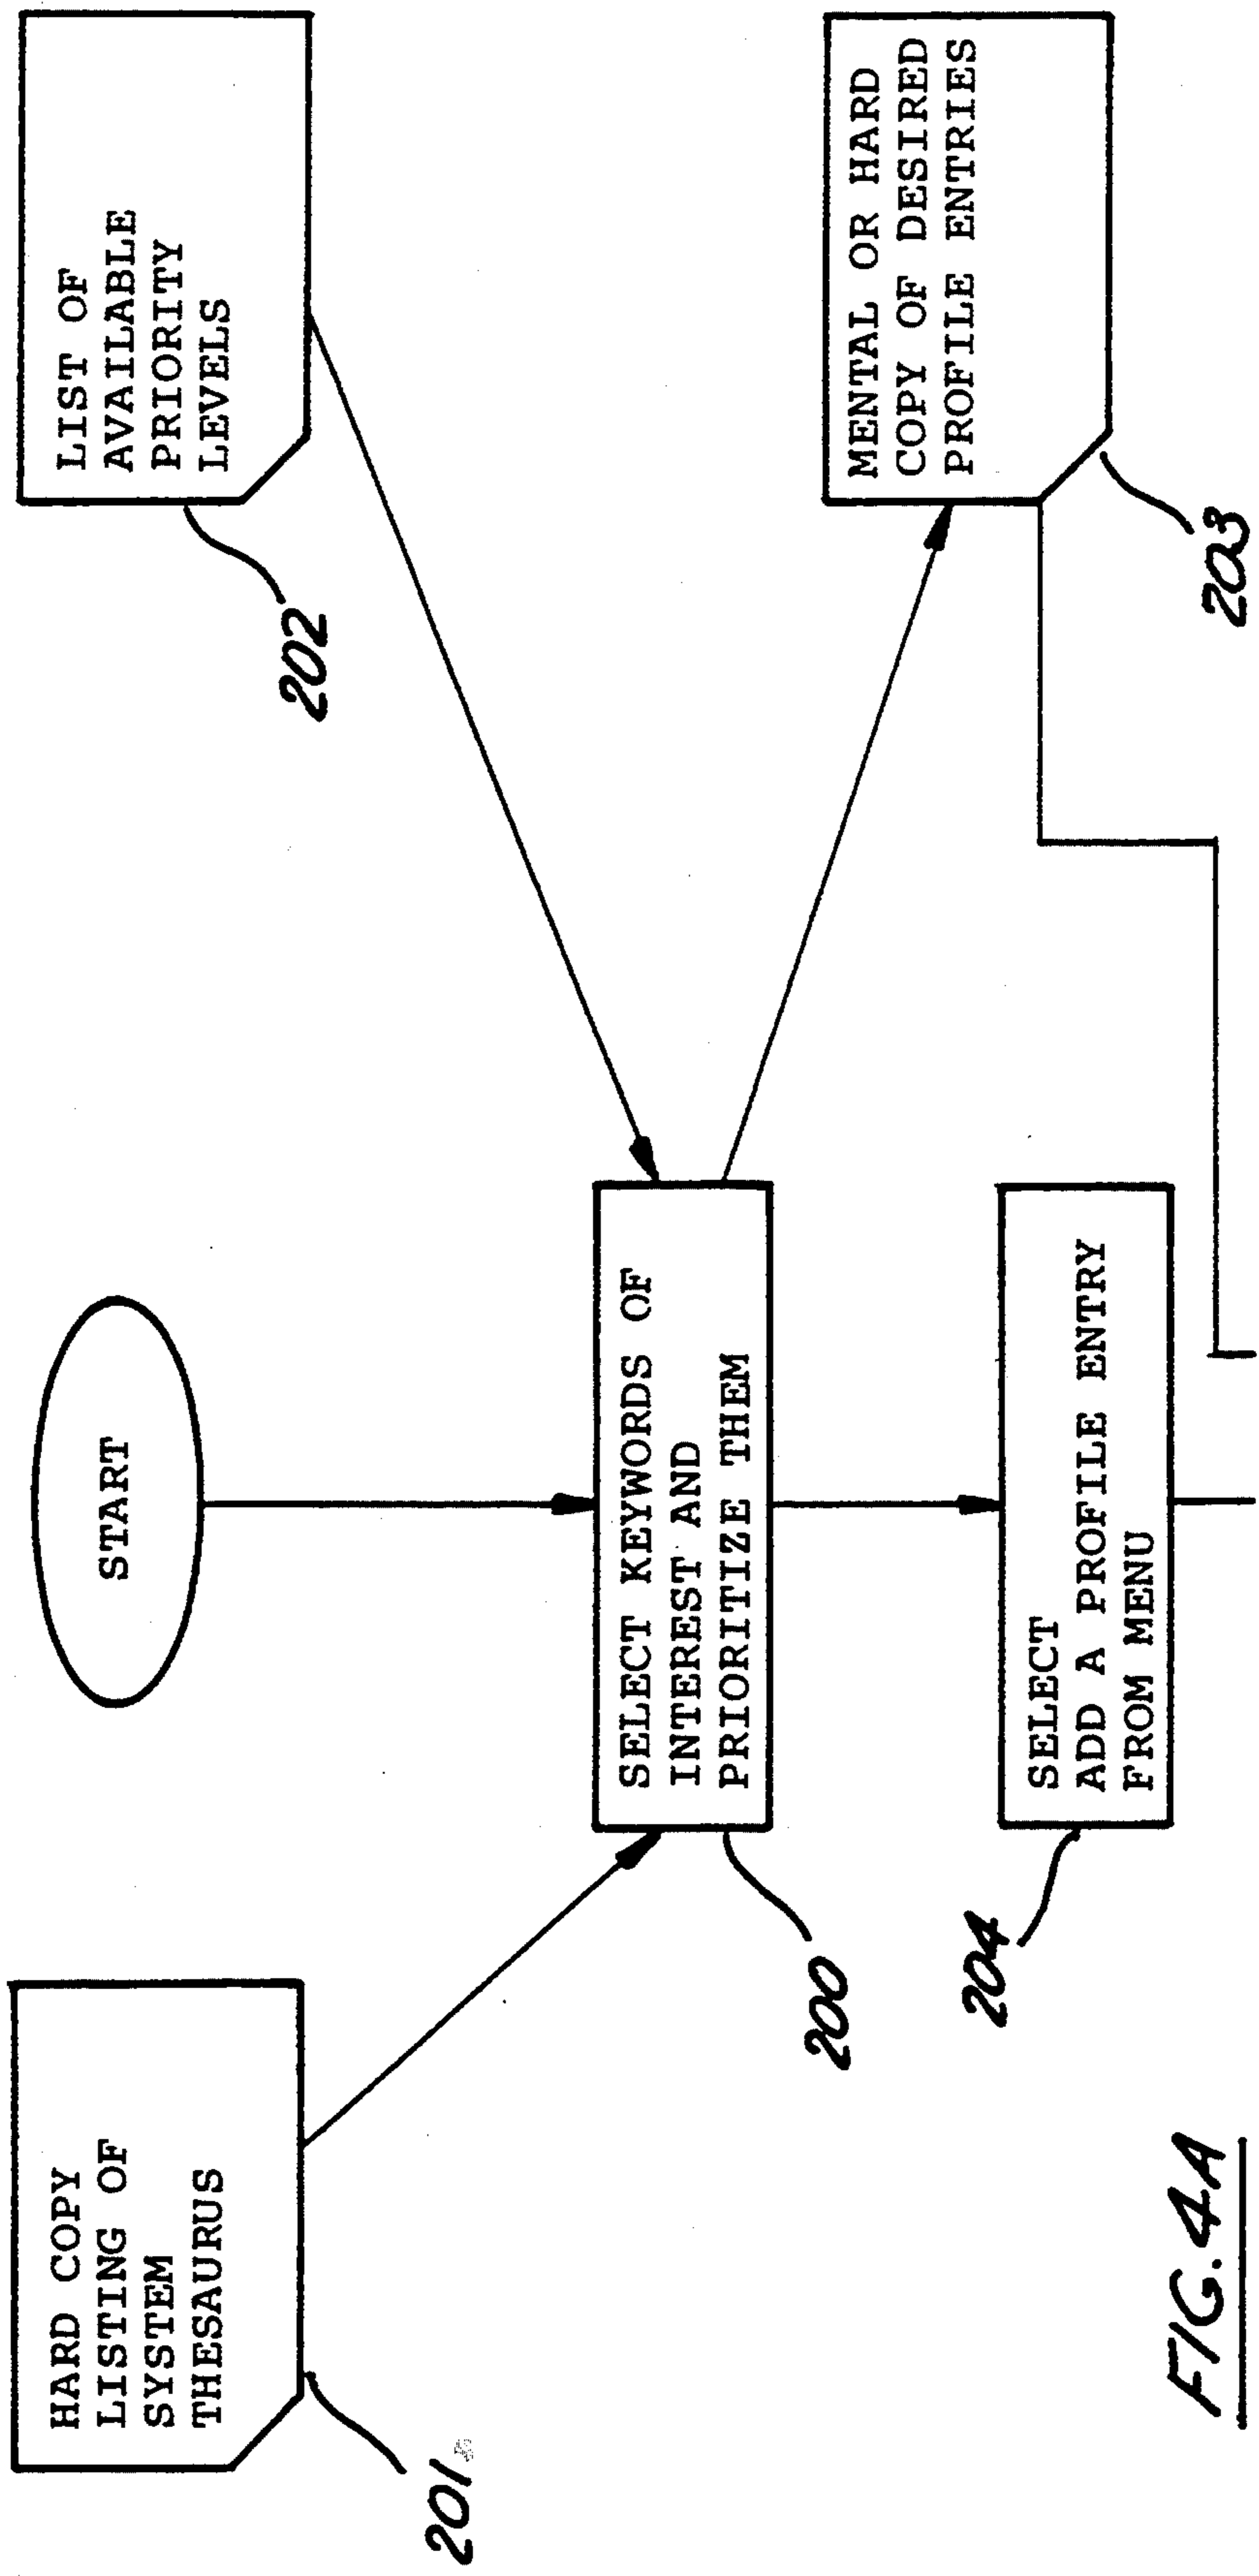 START
HARD COPY
LISTING OF
SYSTEM
THESAURUS
201
LIST OF
AVAILABLE
PRIORITY
LEVELS
202
SELECT KEYWORDS OF
INTEREST AND
PRIORITIZE THEM
200
MENTAL OR HARD
COPY OF DESIRED
PROFILE ENTRIES
203
SELECT
ADD A PROFILE ENTRY
FROM MENU
204
FIG. 4A